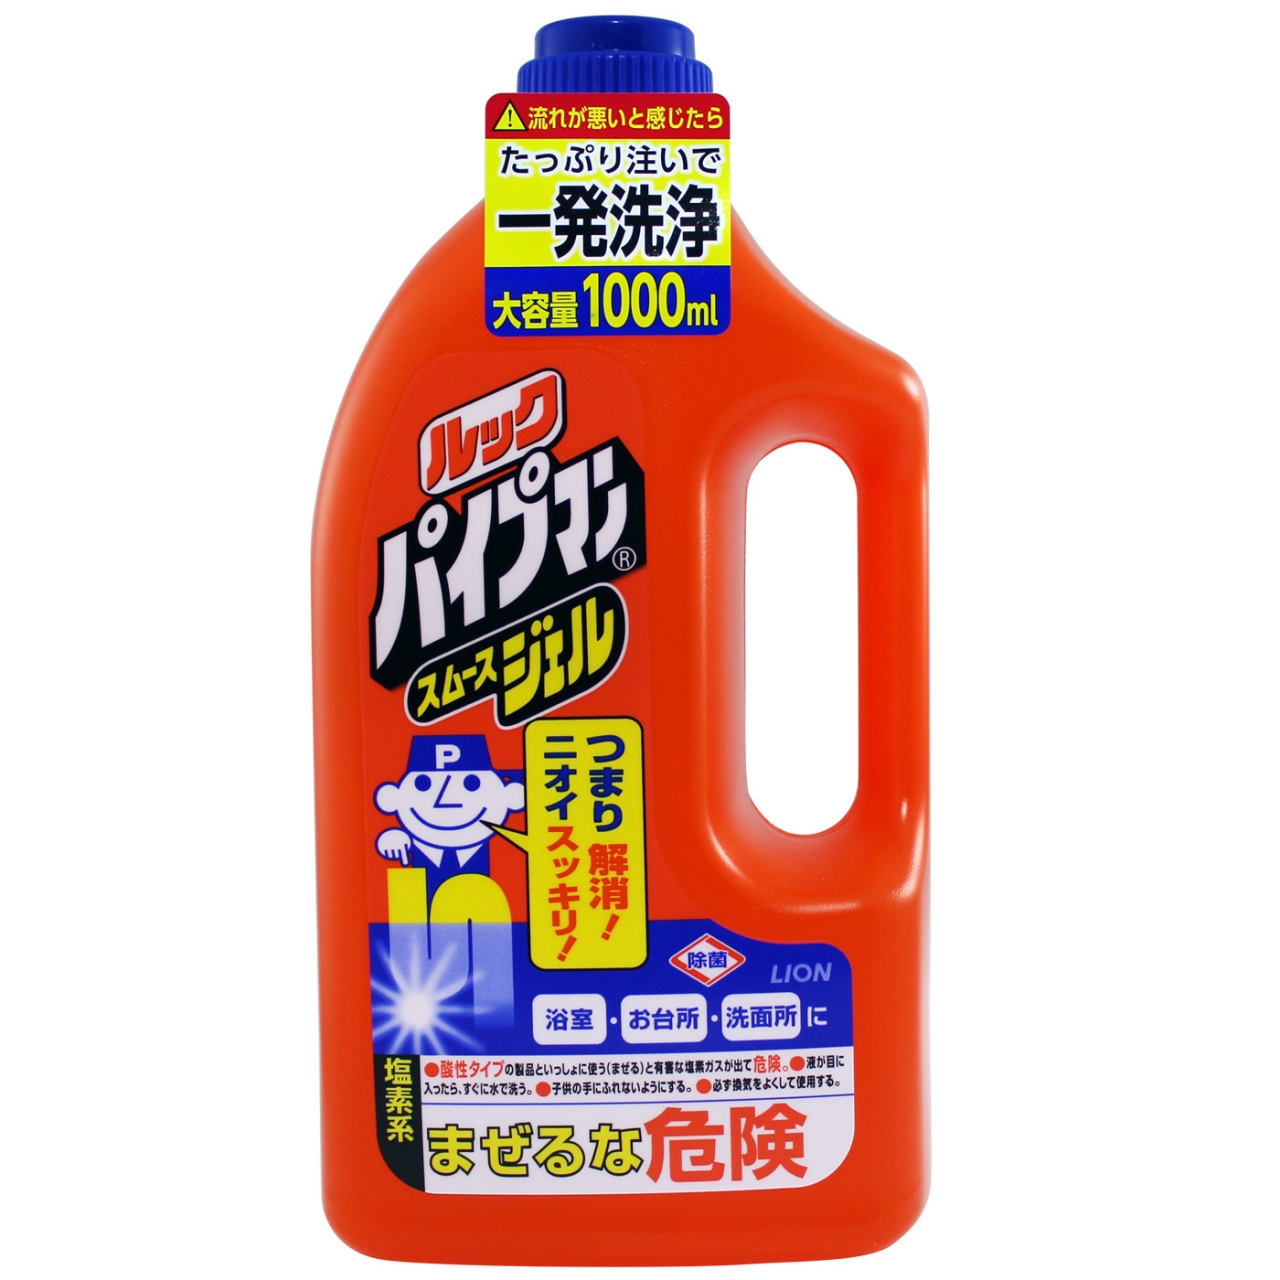 流れが悪いと感じたら
たっぷり注いで
一発洗浄
大容量1000ml
ルック
パイプマン®
スムースジェル
P
つまり解消！
ニオイスッキリ！
除菌
LION
浴室・お台所・洗面所に
塩素系
●酸性タイプの製品といっしょに使う(まぜる)と有害な塩素ガスが出て危険。●液が目に
入ったら、すぐに水で洗う。●子供の手にふれないようにする。●必ず換気をよくして使用する。
まぜるな危険